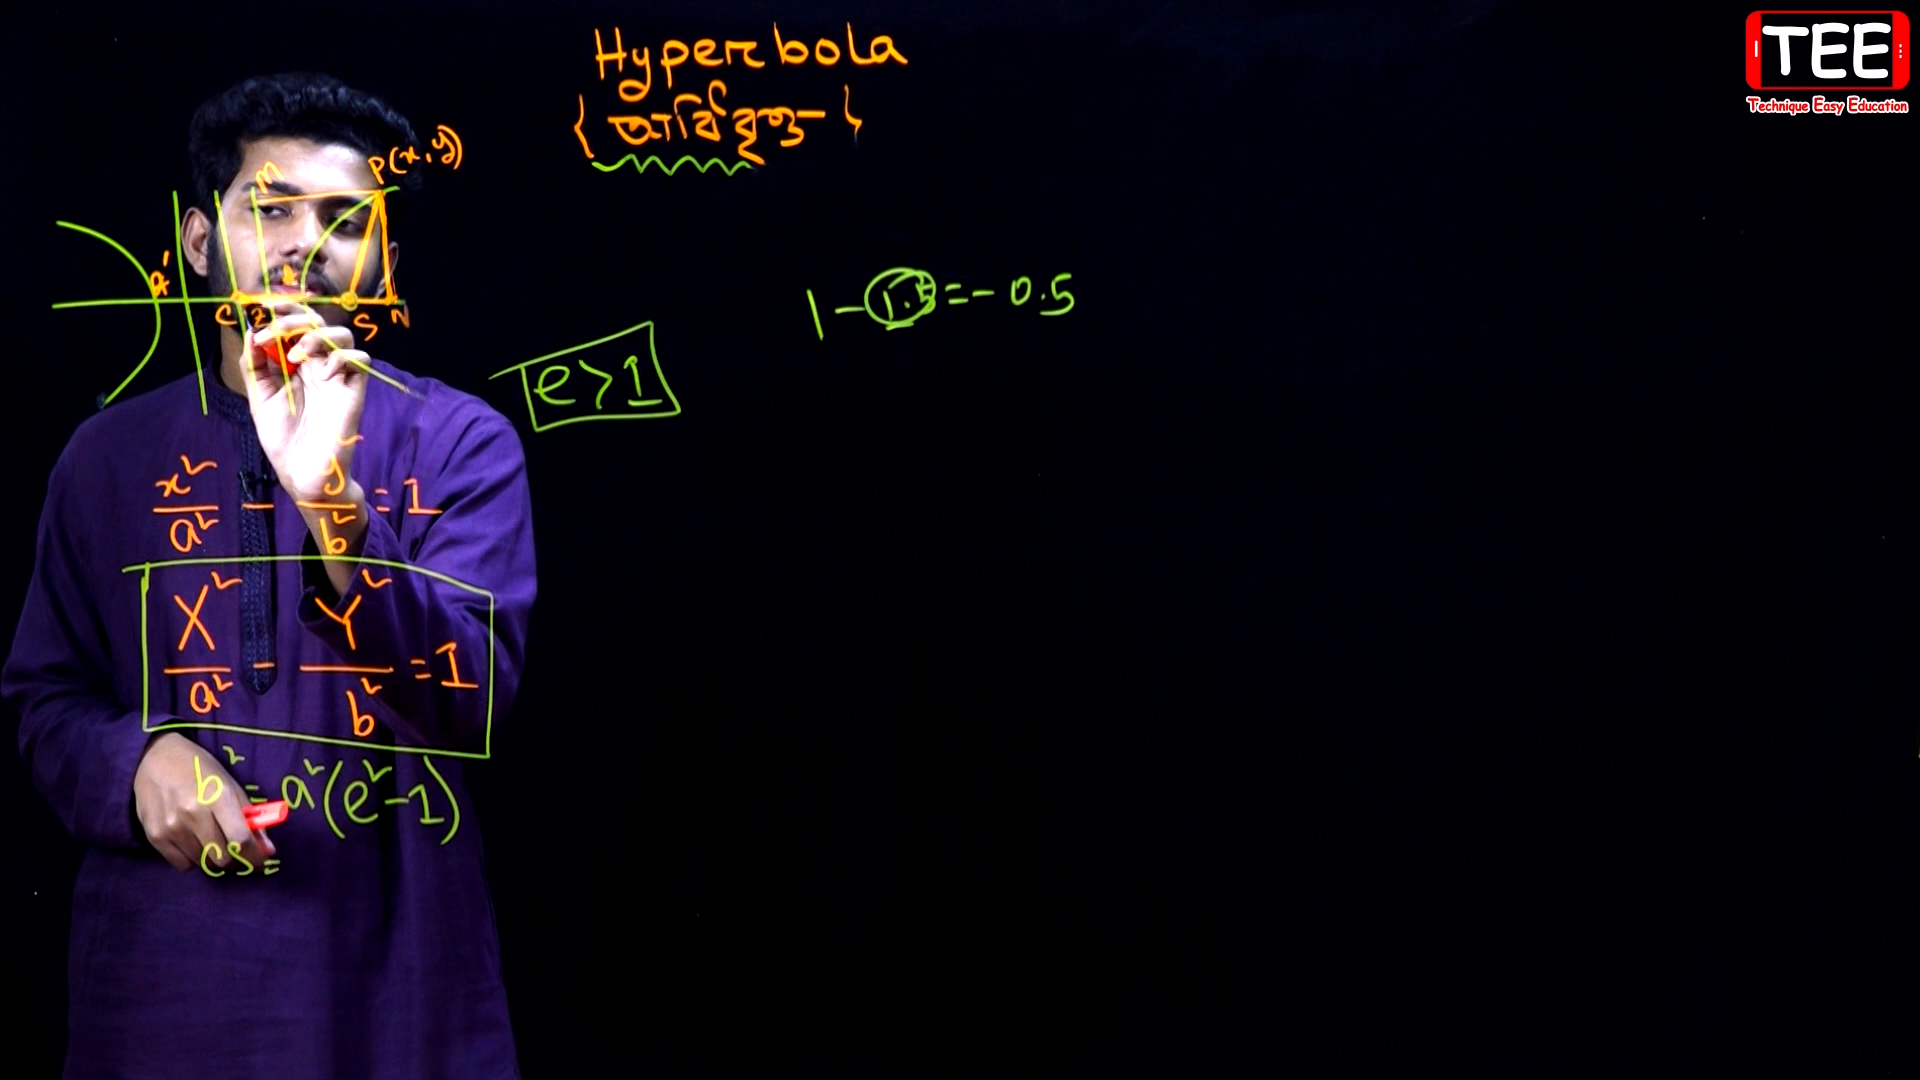 Hyperbola
{ অধিবৃত্ত }
TEE
Technique Easy Education
P(x, y)
M
A'
A
C Z S N
1 - 1.5 = - 0.5
e > 1
x²/a² - y²/b² = 1
X²/a² - Y²/b² = 1
b² = a²(e² - 1)
CS =